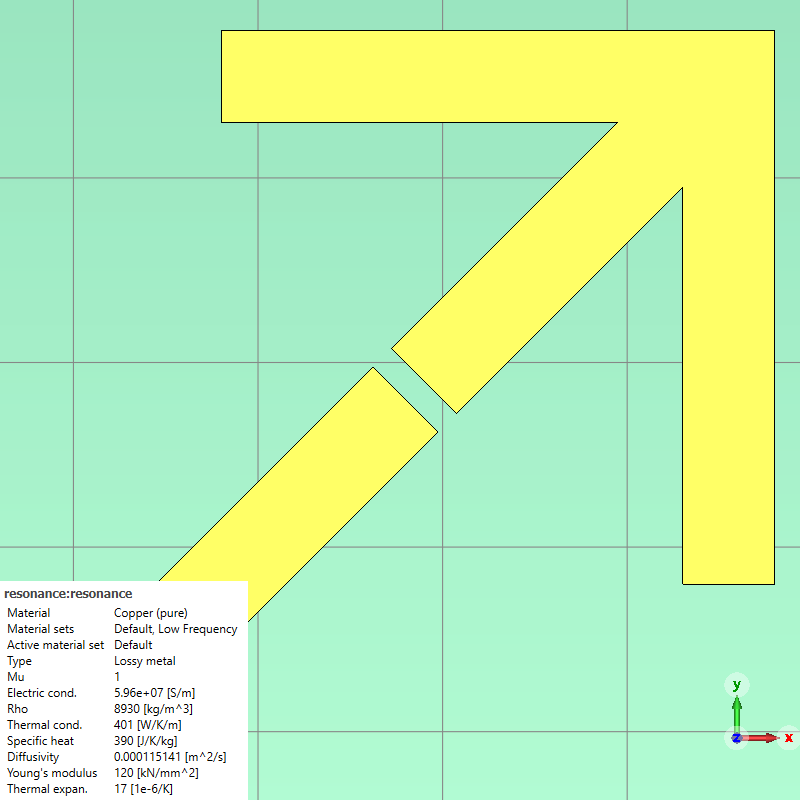 resonance:resonance
Material Copper (pure)
Material sets Default, Low Frequency
Active material set Default
Type Lossy metal
Mu 1
Electric cond. 5.96e+07 [S/m]
Rho 8930 [kg/m^3]
Thermal cond. 401 [W/K/m]
Specific heat 390 [J/K/kg]
Diffusivity 0.000115141 [m^2/s]
Young's modulus 120 [kN/mm^2]
Thermal expan. 17 [1e-6/K]
y
z x